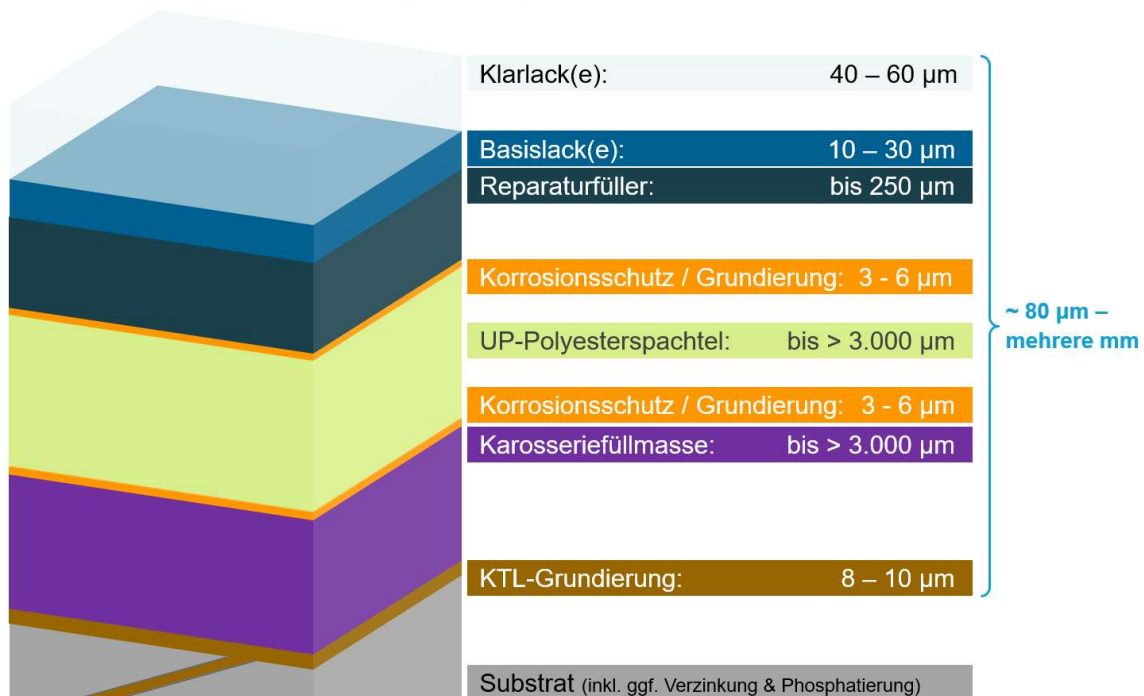 Klarlack(e): 40 – 60 µm
Basislack(e): 10 – 30 µm
Reparaturfüller: bis 250 µm
Korrosionsschutz / Grundierung: 3 - 6 µm
~ 80 µm –
mehrere mm
UP-Polyesterspachtel: bis > 3.000 µm
Korrosionsschutz / Grundierung: 3 - 6 µm
Karosseriefüllmasse: bis > 3.000 µm
KTL-Grundierung: 8 – 10 µm
Substrat (inkl. ggf. Verzinkung & Phosphatierung)